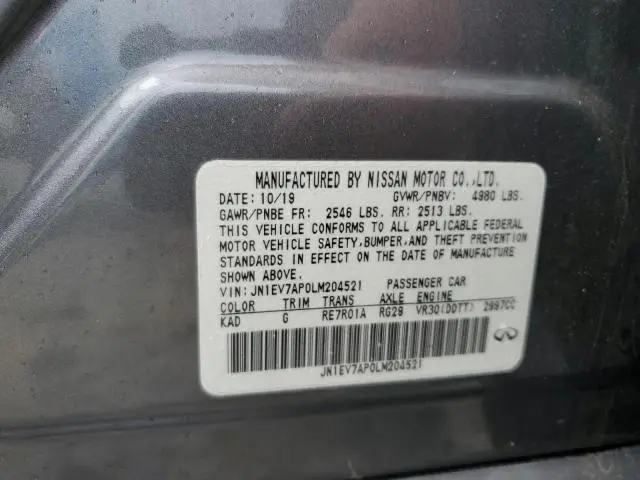 MANUFACTURED BY NISSAN MOTOR CO.,LTD.
DATE: 10/19 GVWR/PNBV: 4980 LBS.
GAWR/PNBE FR: 2546 LBS. RR: 2513 LBS.
THIS VEHICLE CONFORMS TO ALL APPLICABLE FEDERAL
MOTOR VEHICLE SAFETY, BUMPER, AND THEFT PREVENTION
STANDARDS IN EFFECT ON THE DATE OF MANUFACTURE
SHOWN ABOVE.
VIN: JN1EV7AP0LM204521 PASSENGER CAR
COLOR TRIM TRANS AXLE ENGINE
KAD G RE7R01A RG29 VR30(DDTT) 2997CC
JN1EV7AP0LM204521